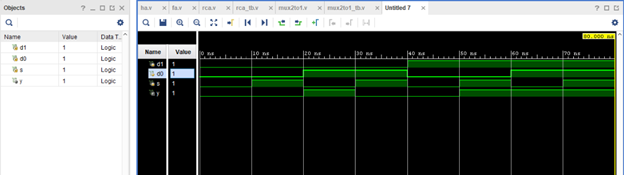 Objects
Name Value Data T...
d1 1 Logic
d0 1 Logic
s 1 Logic
y 1 Logic
ha.v fa.v rca.v rca_tb.v mux2to1.v mux2to1_tb.v Untitled 7
80.000 ns
Name Value
0 ns 10 ns 20 ns 30 ns 40 ns 50 ns 60 ns 70 ns
d1 1
d0 1
s 1
y 1